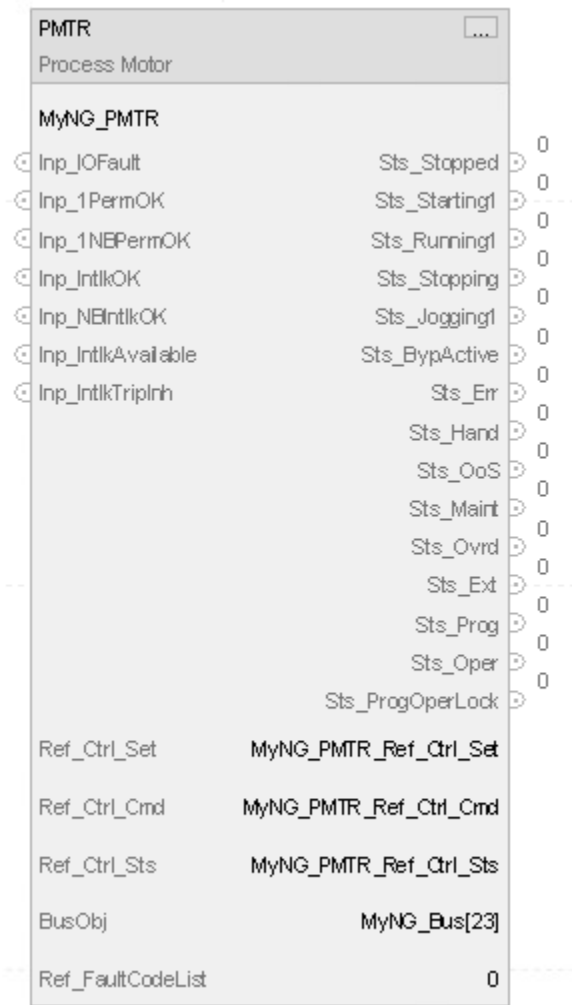 PMTR ...
Process Motor
MyNG_PMTR
Inp_IOFault Sts_Stopped 0
Inp_1PermOK Sts_Starting1 0
Inp_1NBPermOK Sts_Running1 0
Inp_IntlkOK Sts_Stopping 0
Inp_NBIntlkOK Sts_Jogging1 0
Inp_IntlkAvailable Sts_BypActive 0
Inp_IntlkTripInh Sts_Err 0
Sts_Hand 0
Sts_OoS 0
Sts_Maint 0
Sts_Ovrd 0
Sts_Ext 0
Sts_Prog 0
Sts_Oper 0
Sts_ProgOperLock 0
Ref_Ctrl_Set MyNG_PMTR_Ref_Ctrl_Set
Ref_Ctrl_Cmd MyNG_PMTR_Ref_Ctrl_Cmd
Ref_Ctrl_Sts MyNG_PMTR_Ref_Ctrl_Sts
BusObj MyNG_Bus[23]
Ref_FaultCodeList 0